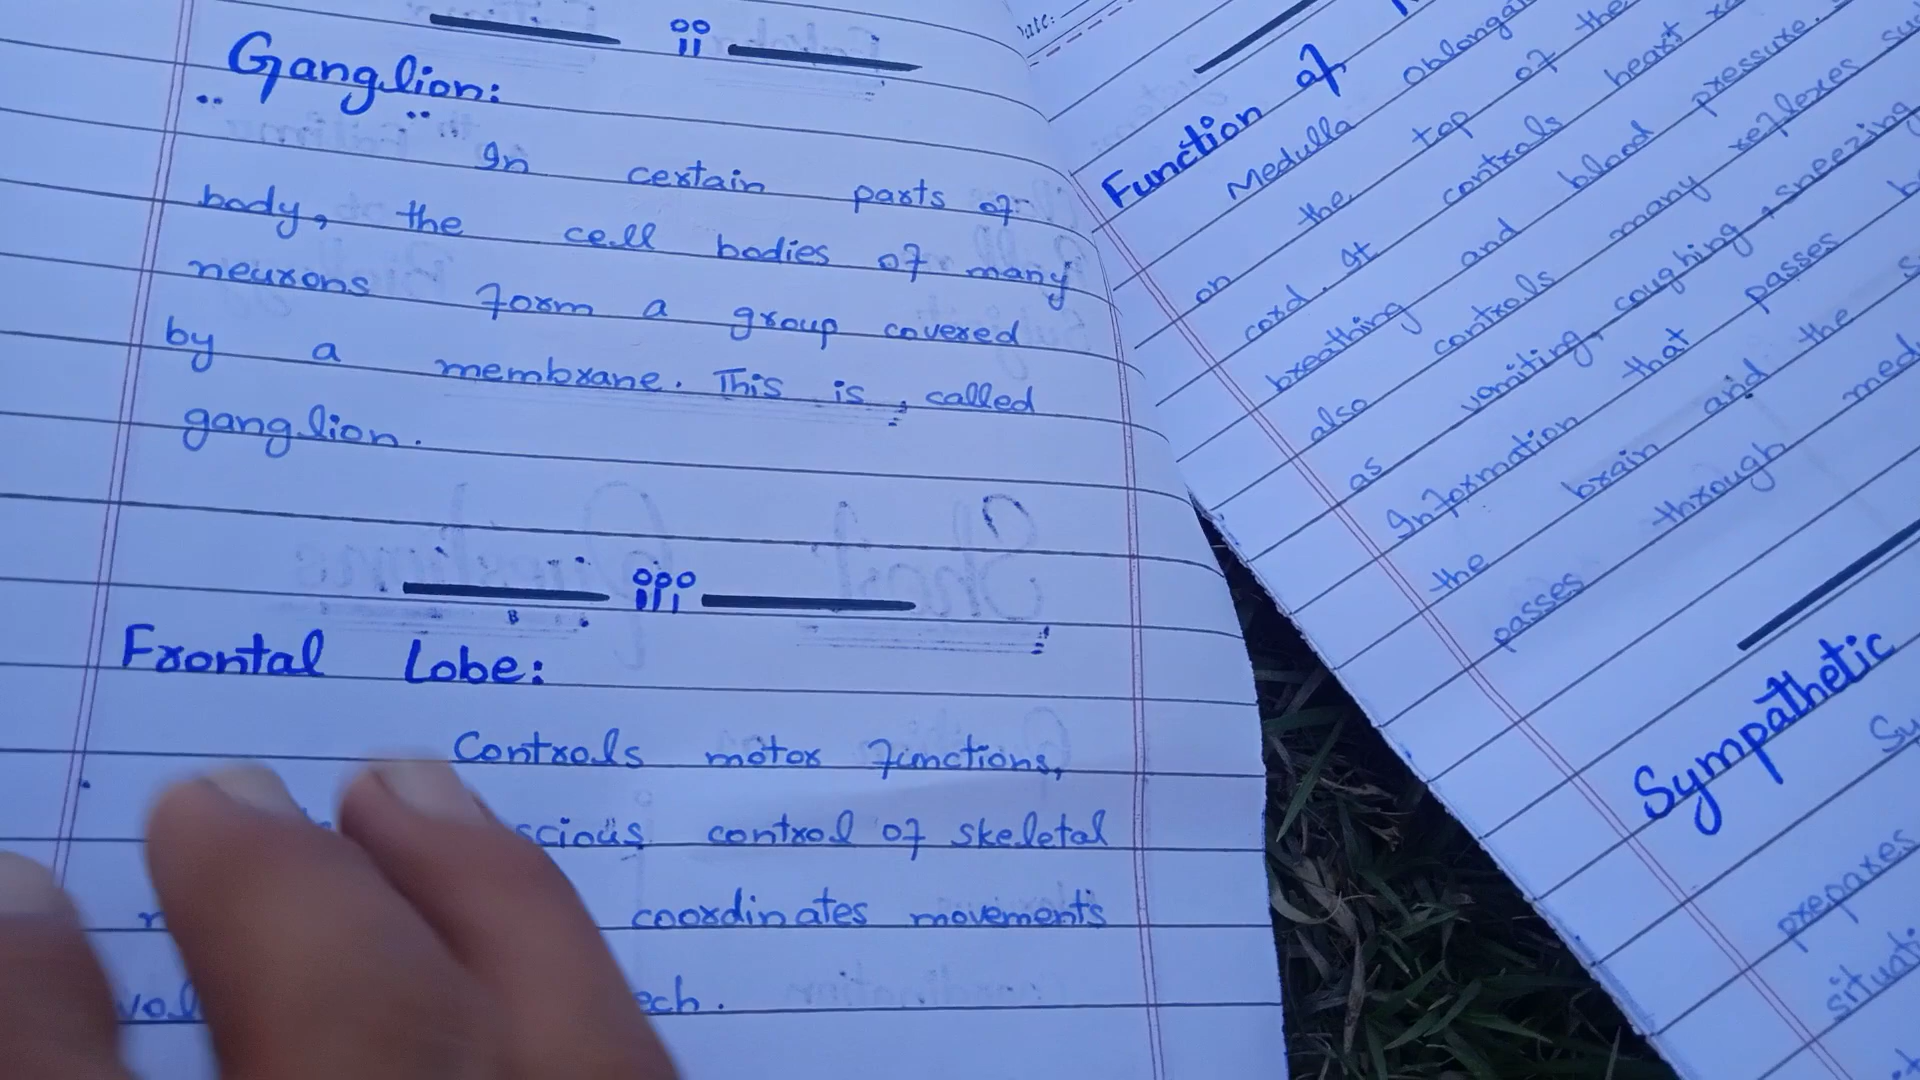 ii
Ganglion:
In certain parts of
body, the cell bodies of many
neurons form a group covered
by a membrane. This is called
ganglion.
iii
Frontal Lobe:
Controls motor functions,
control of skeletal
coordinates movements
Date:
Function of
Medulla
on the top of the
cord. It controls heart
breathing and blood pressure.
also controls many reflexes
as vomiting, coughing, sneezing
Information that passes
the brain and the
passes through
Sympathetic
prepares